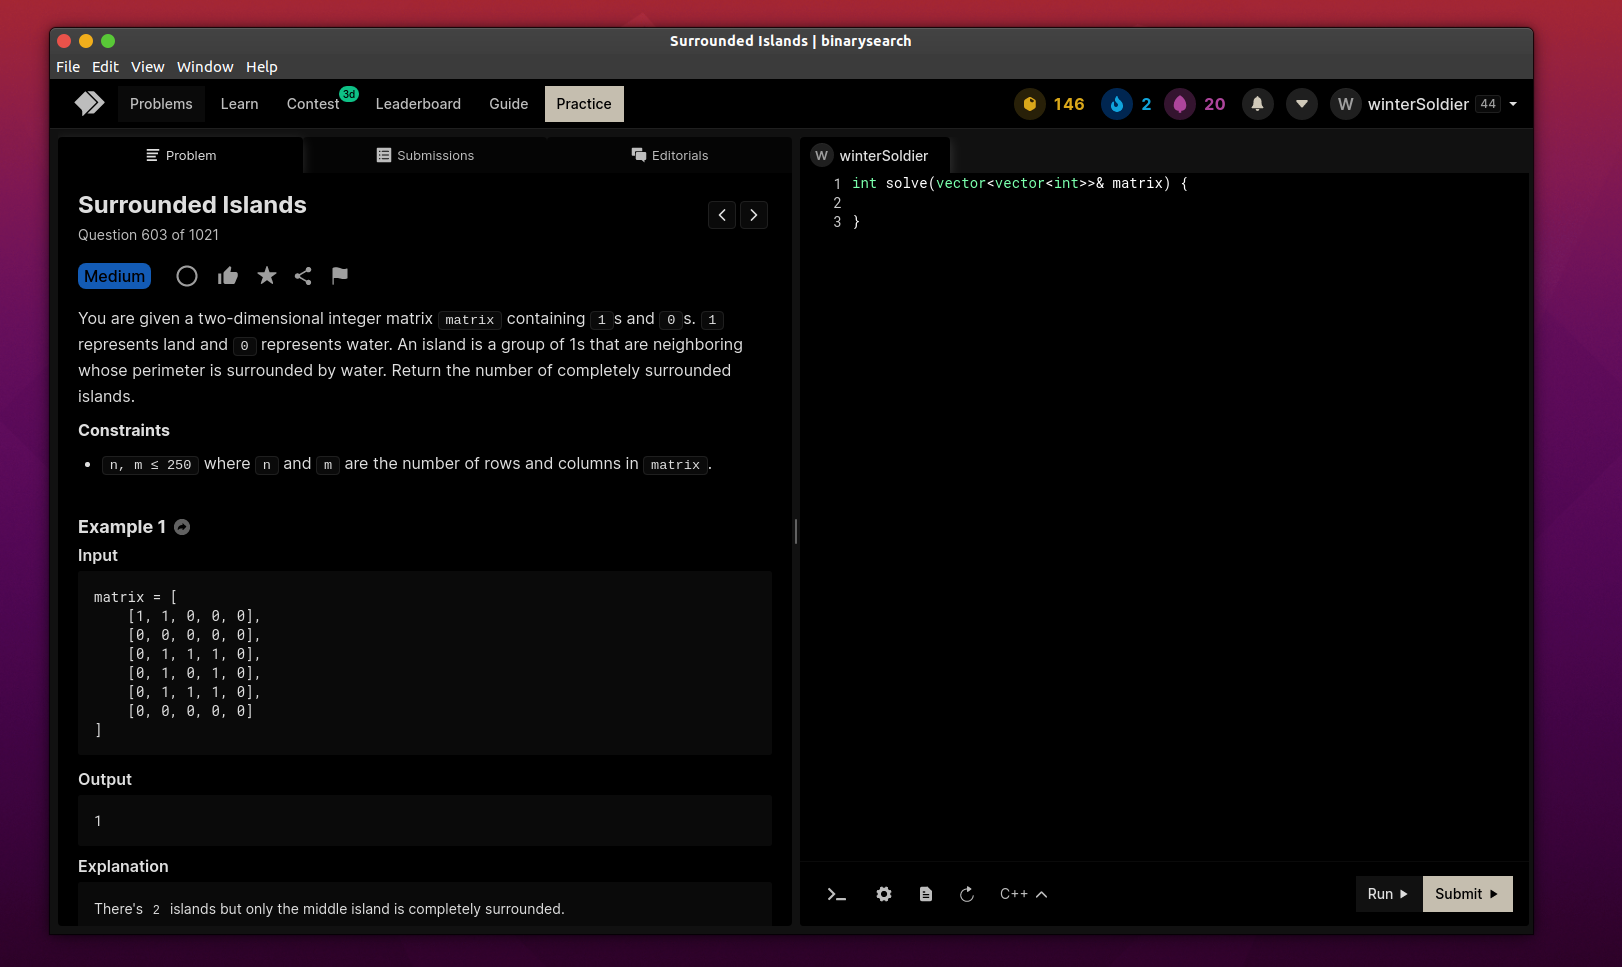 Surrounded Islands | binarysearch
File Edit View Window Help
Problems Learn Contest 3d Leaderboard Guide Practice 146 2 20 W winterSoldier 44
Problem Submissions Editorials
Surrounded Islands
Question 603 of 1021
Medium
You are given a two-dimensional integer matrix matrix containing 1 s and 0 s. 1
represents land and 0 represents water. An island is a group of 1s that are neighboring
whose perimeter is surrounded by water. Return the number of completely surrounded
islands.
Constraints
• n, m ≤ 250 where n and m are the number of rows and columns in matrix .
Example 1
Input
matrix = [
    [1, 1, 0, 0, 0],
    [0, 0, 0, 0, 0],
    [0, 1, 1, 1, 0],
    [0, 1, 0, 1, 0],
    [0, 1, 1, 1, 0],
    [0, 0, 0, 0, 0]
]
Output
1
Explanation
There's 2 islands but only the middle island is completely surrounded.
W winterSoldier
1 int solve(vector<vector<int>>& matrix) {
2
3 }
C++ Run Submit